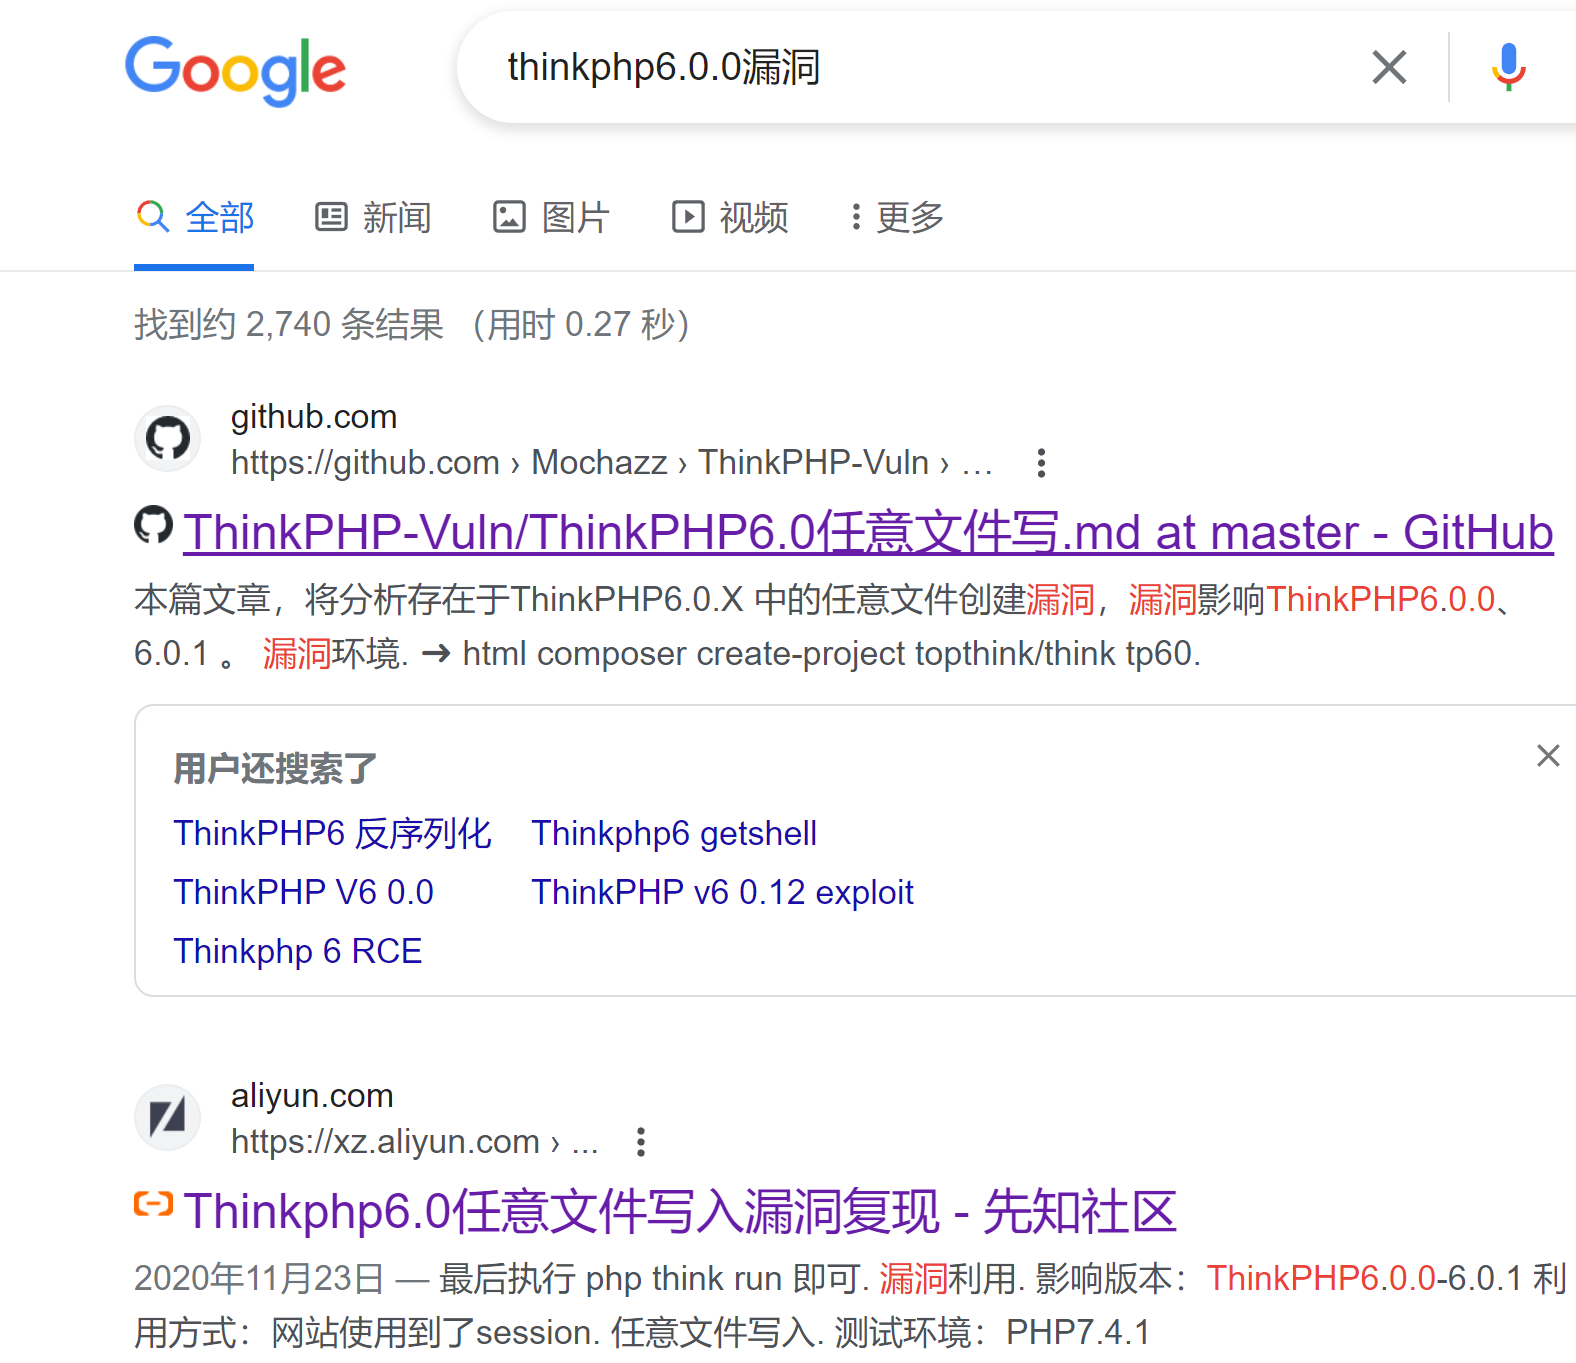 Google
thinkphp6.0.0漏洞
全部 新闻 图片 视频 更多
找到约 2,740 条结果 （用时 0.27 秒）
github.com
https://github.com › Mochazz › ThinkPHP-Vuln › ...
ThinkPHP-Vuln/ThinkPHP6.0任意文件写.md at master - GitHub
本篇文章，将分析存在于ThinkPHP6.0.X 中的任意文件创建漏洞，漏洞影响ThinkPHP6.0.0、
6.0.1 。 漏洞环境. ➜ html composer create-project topthink/think tp60.
用户还搜索了
ThinkPHP6 反序列化 Thinkphp6 getshell
ThinkPHP V6 0.0 ThinkPHP v6 0.12 exploit
Thinkphp 6 RCE
aliyun.com
https://xz.aliyun.com › ...
Thinkphp6.0任意文件写入漏洞复现 - 先知社区
2020年11月23日 — 最后执行 php think run 即可. 漏洞利用. 影响版本：ThinkPHP6.0.0-6.0.1 利
用方式：网站使用到了session. 任意文件写入. 测试环境：PHP7.4.1